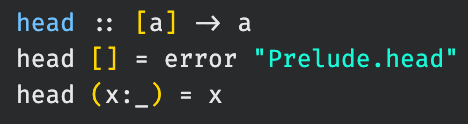 head :: [a] -> a
head [] = error "Prelude.head"
head (x:_) = x